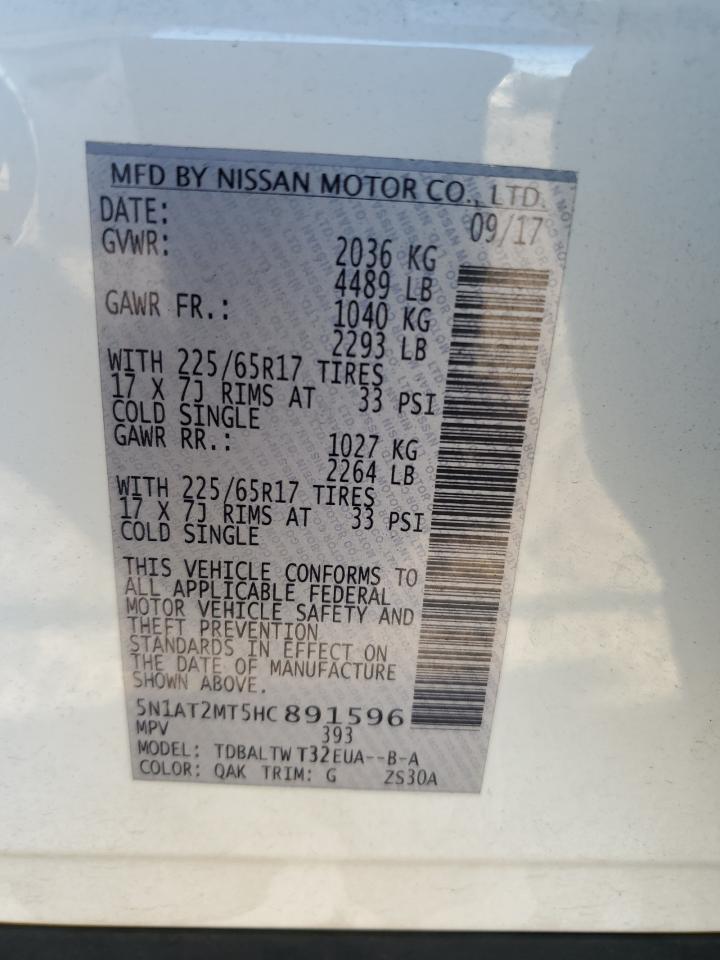 MFD BY NISSAN MOTOR CO., LTD.
DATE: 09/17
GVWR: 2036 KG
4489 LB
GAWR FR.: 1040 KG
2293 LB
WITH 225/65R17 TIRES
17 X 7J RIMS AT 33 PSI
COLD SINGLE
GAWR RR.: 1027 KG
2264 LB
WITH 225/65R17 TIRES
17 X 7J RIMS AT 33 PSI
COLD SINGLE
THIS VEHICLE CONFORMS TO
ALL APPLICABLE FEDERAL
MOTOR VEHICLE SAFETY AND
THEFT PREVENTION
STANDARDS IN EFFECT ON
THE DATE OF MANUFACTURE
SHOWN ABOVE.
5N1AT2MT5HC891596
MPV 393
MODEL: TDBALTW T32EUA--B-A
COLOR: QAK TRIM: G ZS30A